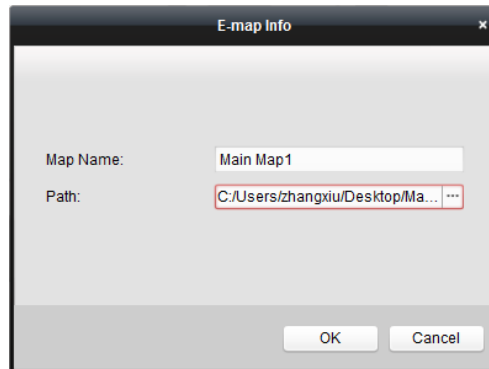 E-map Info
Map Name: Main Map1
Path: C:/Users/zhangxiu/Desktop/Ma... ...
OK Cancel